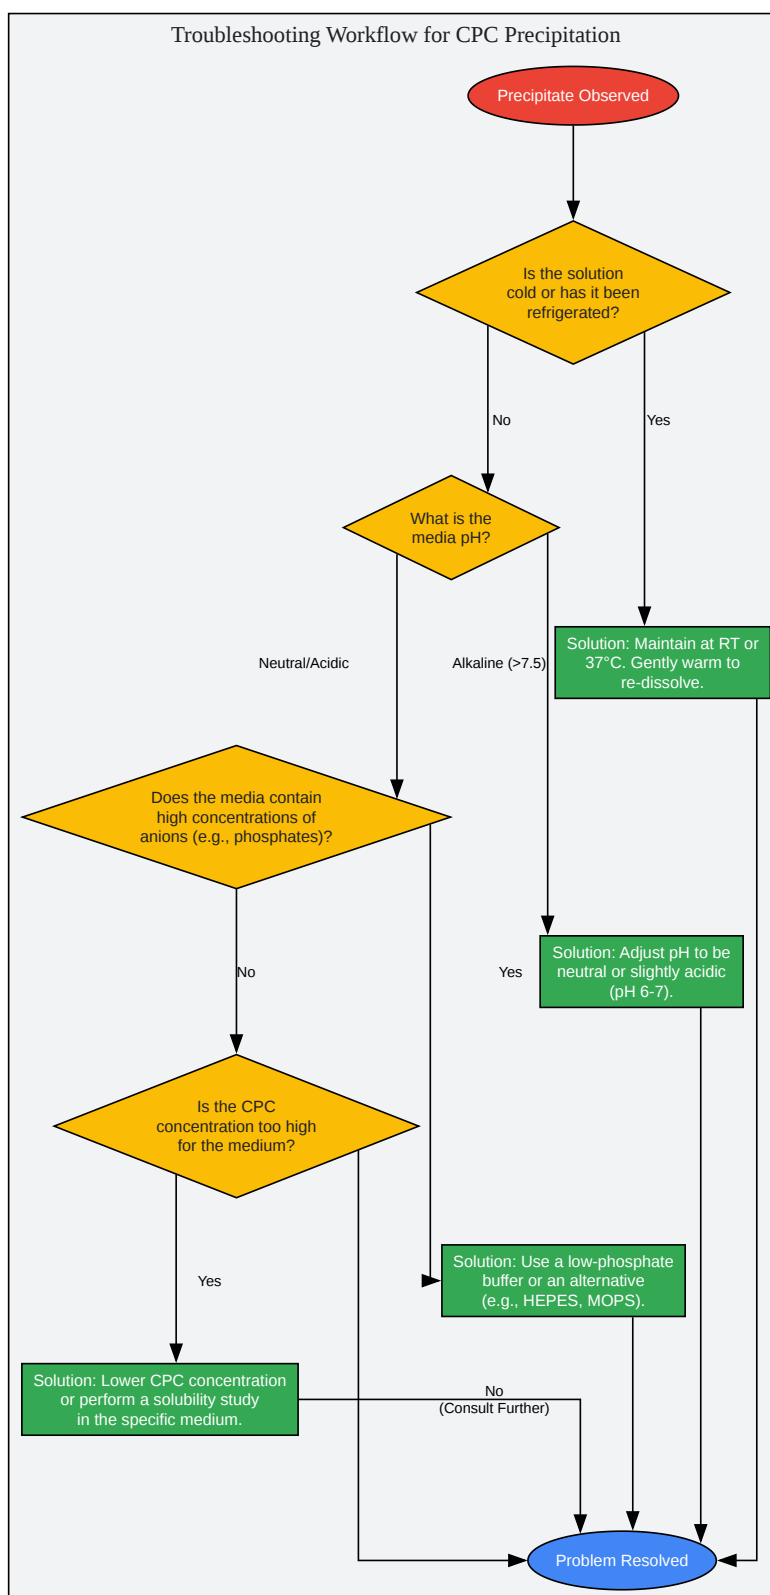 Troubleshooting Workflow for CPC Precipitation
Precipitate Observed
Is the solution
cold or has it been
refrigerated?
No
Yes
What is the
media pH?
Solution: Maintain at RT or
37°C. Gently warm to
re-dissolve.
Neutral/Acidic
Alkaline (>7.5)
Does the media contain
high concentrations of
anions (e.g., phosphates)?
Solution: Adjust pH to be
neutral or slightly acidic
(pH 6-7).
No
Yes
Is the CPC
concentration too high
for the medium?
Solution: Use a low-phosphate
buffer or an alternative
(e.g., HEPES, MOPS).
Yes
Solution: Lower CPC concentration
or perform a solubility study
in the specific medium.
No
(Consult Further)
Problem Resolved